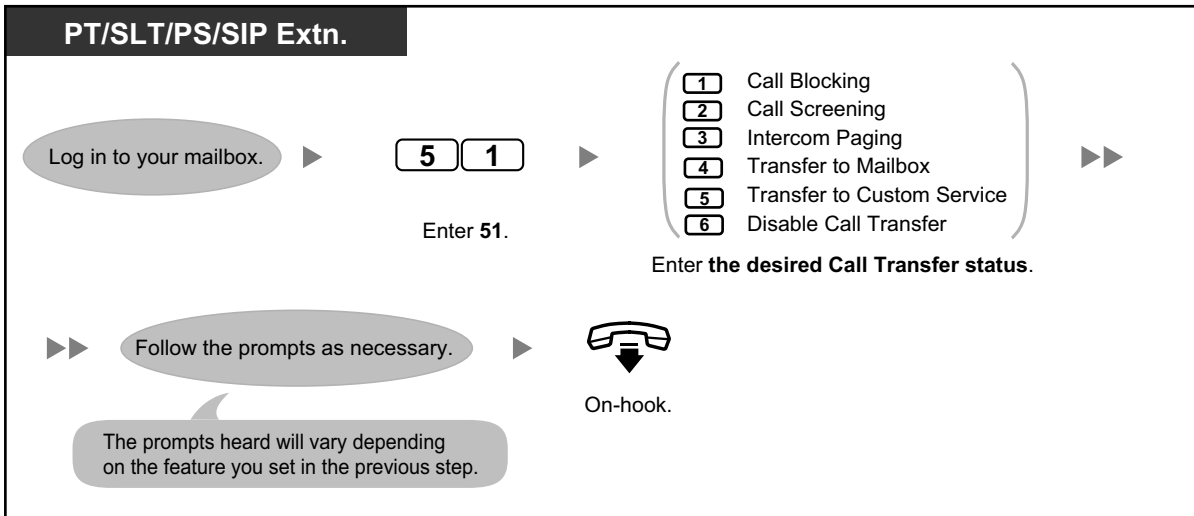 PT/SLT/PS/SIP Extn.
Log in to your mailbox.
5 1
Enter 51.
1 Call Blocking
2 Call Screening
3 Intercom Paging
4 Transfer to Mailbox
5 Transfer to Custom Service
6 Disable Call Transfer
Enter the desired Call Transfer status.
Follow the prompts as necessary.
The prompts heard will vary depending
on the feature you set in the previous step.
On-hook.